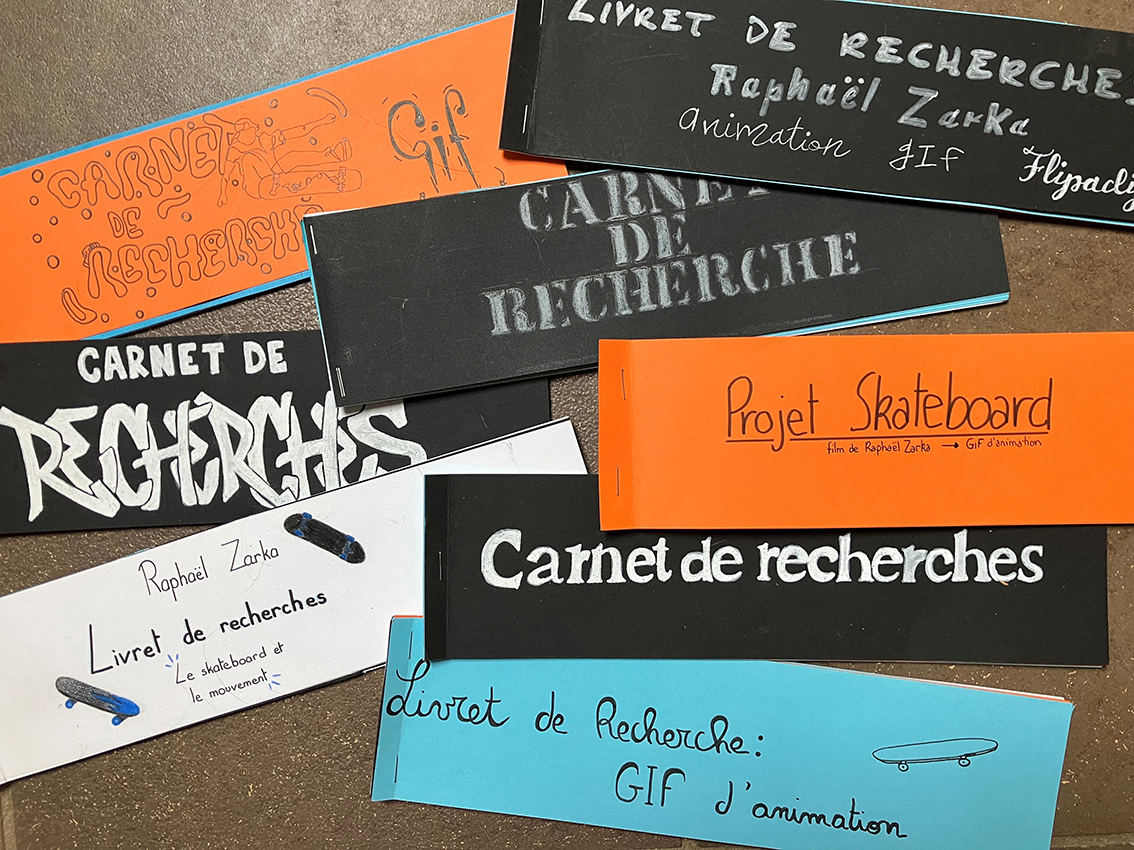 LIVRET DE RECHERCHE
Raphaël Zarka
animation gIf
CARNET
DE
RECHERCHE
Gif
CARNET
DE
RECHERCHE
CARNET DE
RECHERCHES
Projet Skateboard
film de Raphaël Zarka → GiF d'animation
Raphaël Zarka
Livret de recherches
Le skateboard et
le mouvement
Carnet de recherches
Livret de Recherche:
GIF d'animation